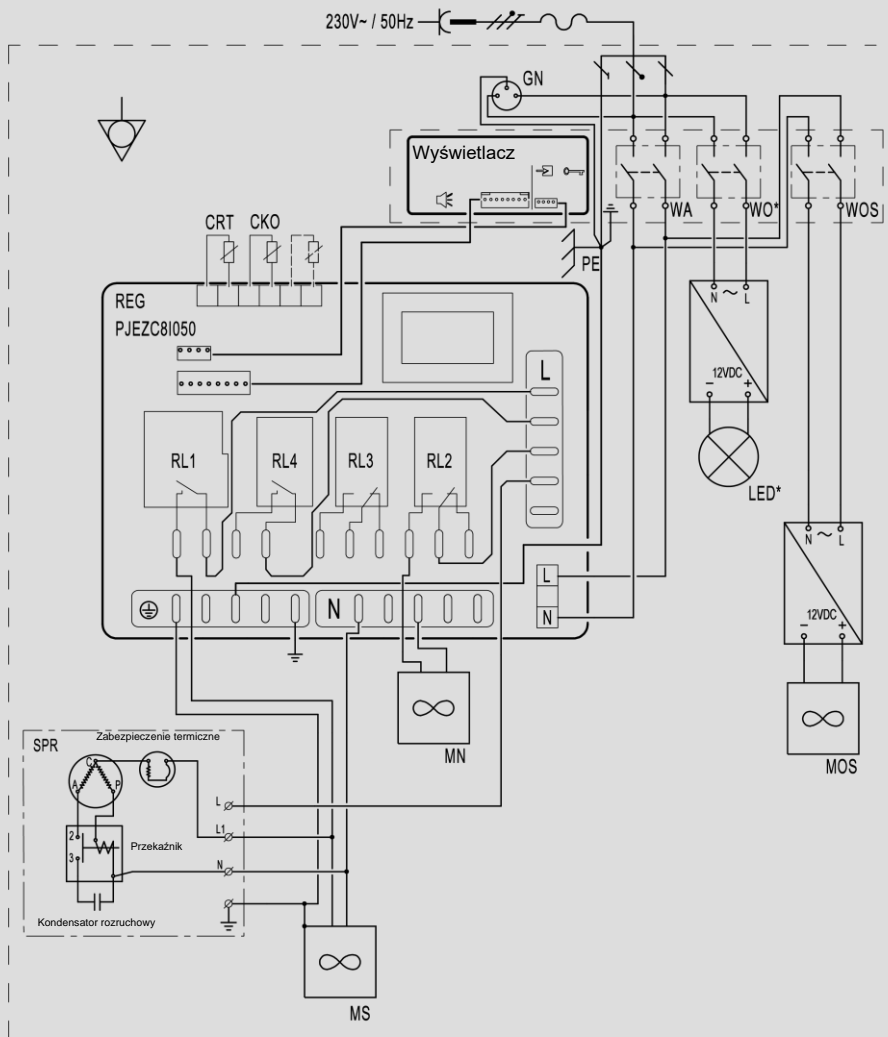 230V~ / 50Hz
GN
Wyświetlacz
WA
WO*
WOS
CRT
CKO
PE
REG
PJEZC8I050
L
N ~ L
12VDC
- +
LED*
RL1
RL4
RL3
RL2
N ~ L
12VDC
- +
L
N
N
MN
MOS
SPR
Zabezpieczenie termiczne
C
A
P
L
L1
2
3
Przekaźnik
N
Kondensator rozruchowy
MS